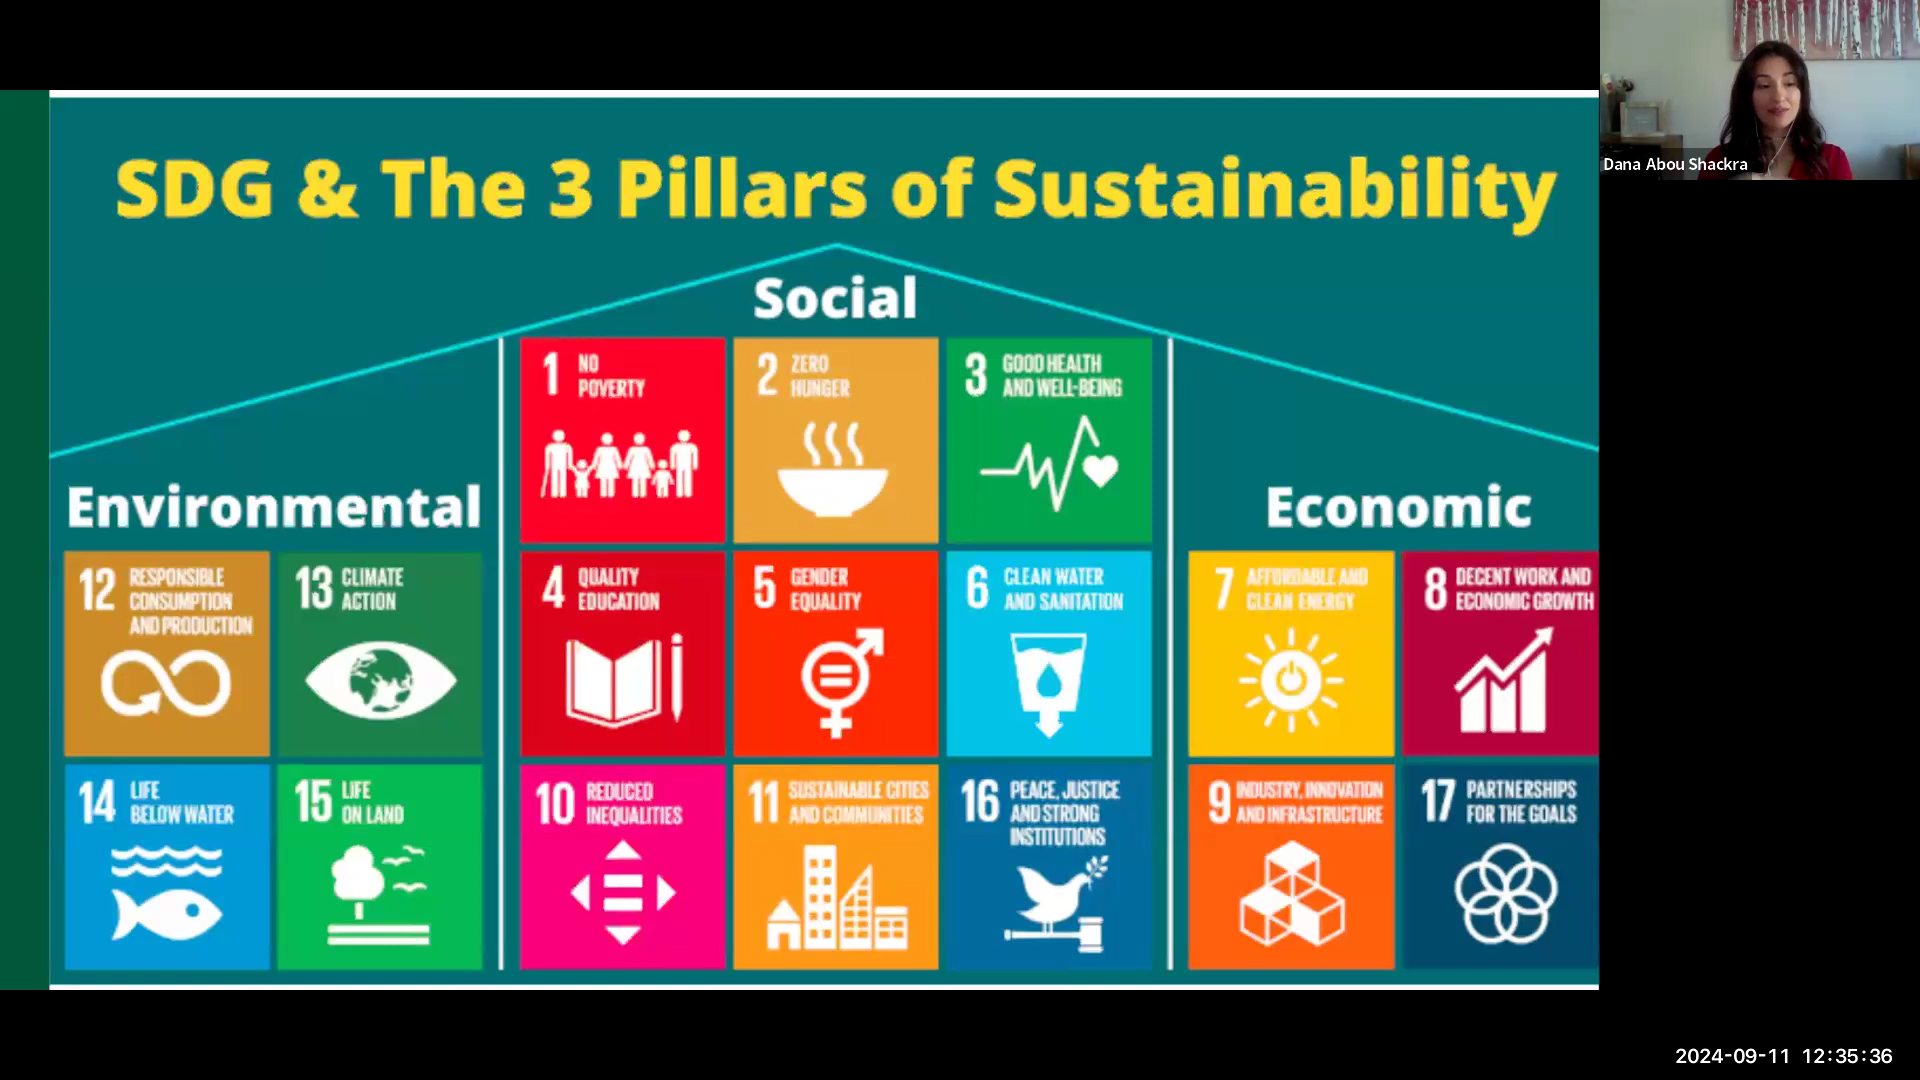 SDG & The 3 Pillars of Sustainability
Social
1 NO
POVERTY
2 ZERO
HUNGER
3 GOOD HEALTH
AND WELL-BEING
Environmental
12 RESPONSIBLE
CONSUMPTION
AND PRODUCTION
13 CLIMATE
ACTION
4 QUALITY
EDUCATION
5 GENDER
EQUALITY
6 CLEAN WATER
AND SANITATION
Economic
7 AFFORDABLE AND
CLEAN ENERGY
8 DECENT WORK AND
ECONOMIC GROWTH
14 LIFE
BELOW WATER
15 LIFE
ON LAND
10 REDUCED
INEQUALITIES
11 SUSTAINABLE CITIES
AND COMMUNITIES
16 PEACE, JUSTICE
AND STRONG
INSTITUTIONS
9 INDUSTRY, INNOVATION
AND INFRASTRUCTURE
17 PARTNERSHIPS
FOR THE GOALS
Dana Abou Shackra
2024-09-11 12:35:36